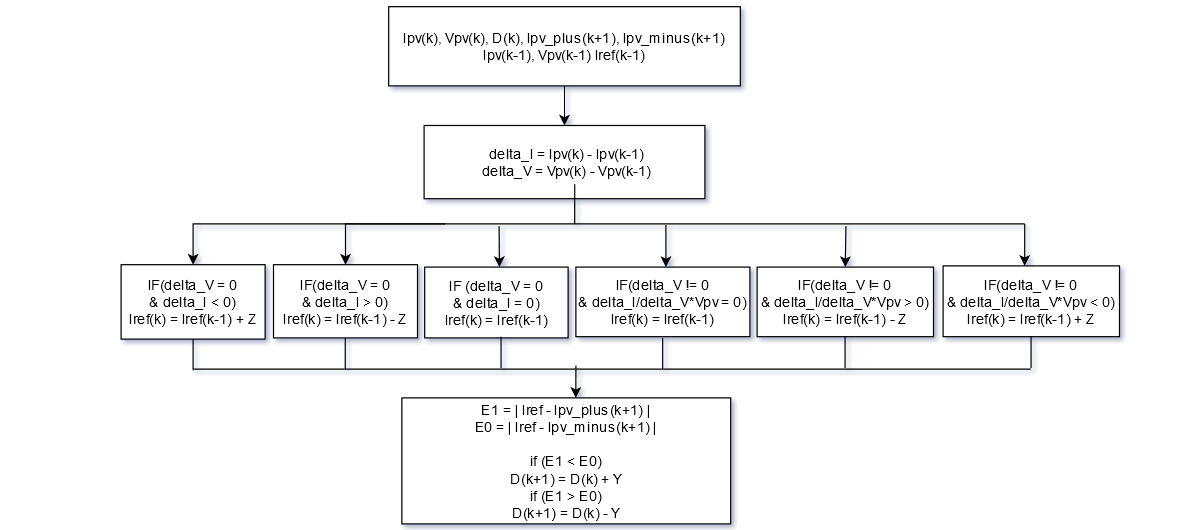 Ipv(k), Vpv(k), D(k), Ipv_plus(k+1), Ipv_minus(k+1)
Ipv(k-1), Vpv(k-1) Iref(k-1)
delta_I = Ipv(k) - Ipv(k-1)
delta_V = Vpv(k) - Vpv(k-1)
IF(delta_V = 0
& delta_I < 0)
Iref(k) = Iref(k-1) + Z
IF(delta_V = 0
& delta_I > 0)
Iref(k) = Iref(k-1) - Z
IF (delta_V = 0
& delta_I = 0)
Iref(k) = Iref(k-1)
IF(delta_V != 0
& delta_I/delta_V*Vpv = 0)
Iref(k) = Iref(k-1)
IF(delta_V != 0
& delta_I/delta_V*Vpv > 0)
Iref(k) = Iref(k-1) - Z
IF(delta_V != 0
& delta_I/delta_V*Vpv < 0)
Iref(k) = Iref(k-1) + Z
E1 = | Iref - Ipv_plus(k+1) |
E0 = | Iref - Ipv_minus(k+1) |
if (E1 < E0)
D(k+1) = D(k) + Y
if (E1 > E0)
D(k+1) = D(k) - Y